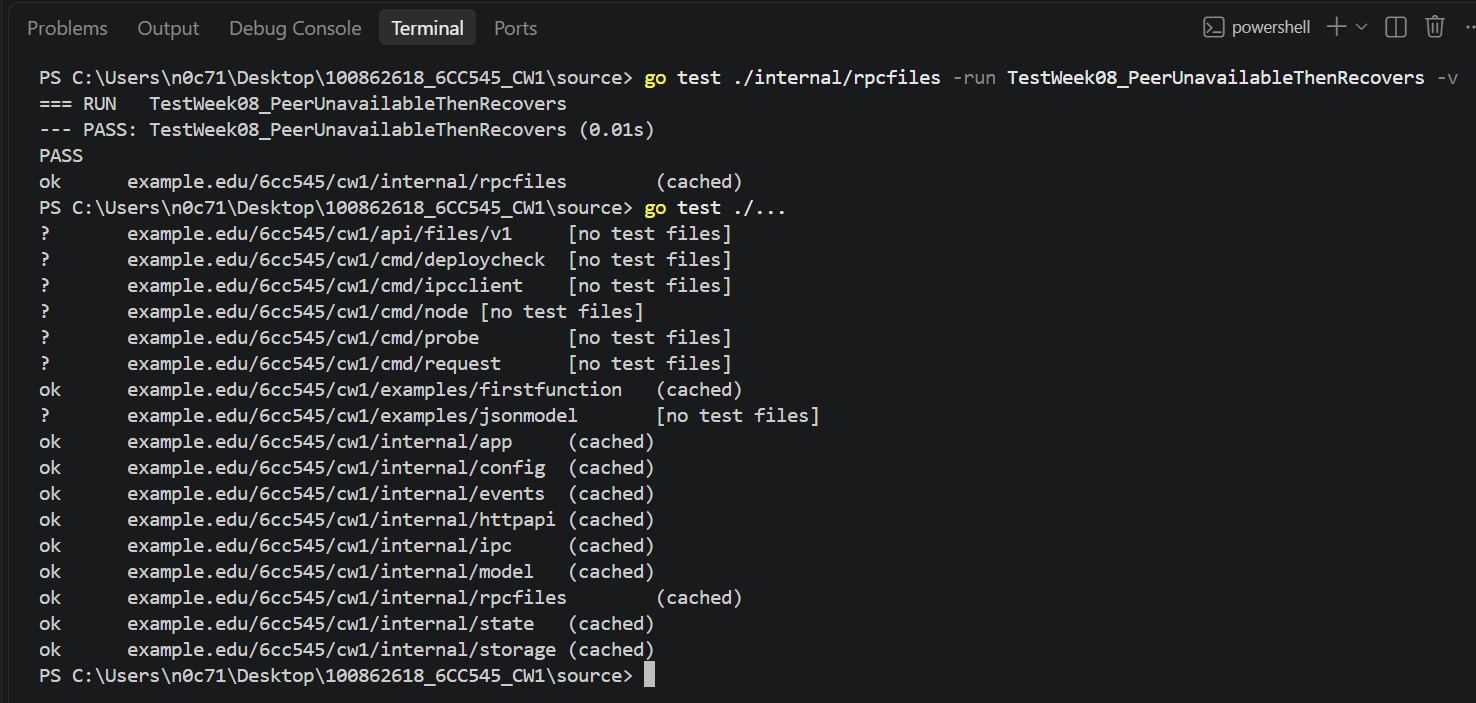 Problems Output Debug Console Terminal Ports powershell
PS C:\Users\n0c71\Desktop\100862618_6CC545_CW1\source> go test ./internal/rpcfiles -run TestWeek08_PeerUnavailableThenRecovers -v
=== RUN   TestWeek08_PeerUnavailableThenRecovers
--- PASS: TestWeek08_PeerUnavailableThenRecovers (0.01s)
PASS
ok      example.edu/6cc545/cw1/internal/rpcfiles        (cached)
PS C:\Users\n0c71\Desktop\100862618_6CC545_CW1\source> go test ./...
?       example.edu/6cc545/cw1/api/files/v1     [no test files]
?       example.edu/6cc545/cw1/cmd/deploycheck  [no test files]
?       example.edu/6cc545/cw1/cmd/ipcclient    [no test files]
?       example.edu/6cc545/cw1/cmd/node [no test files]
?       example.edu/6cc545/cw1/cmd/probe        [no test files]
?       example.edu/6cc545/cw1/cmd/request      [no test files]
ok      example.edu/6cc545/cw1/examples/firstfunction   (cached)
?       example.edu/6cc545/cw1/examples/jsonmodel       [no test files]
ok      example.edu/6cc545/cw1/internal/app     (cached)
ok      example.edu/6cc545/cw1/internal/config  (cached)
ok      example.edu/6cc545/cw1/internal/events  (cached)
ok      example.edu/6cc545/cw1/internal/httpapi (cached)
ok      example.edu/6cc545/cw1/internal/ipc     (cached)
ok      example.edu/6cc545/cw1/internal/model   (cached)
ok      example.edu/6cc545/cw1/internal/rpcfiles        (cached)
ok      example.edu/6cc545/cw1/internal/state   (cached)
ok      example.edu/6cc545/cw1/internal/storage (cached)
PS C:\Users\n0c71\Desktop\100862618_6CC545_CW1\source>